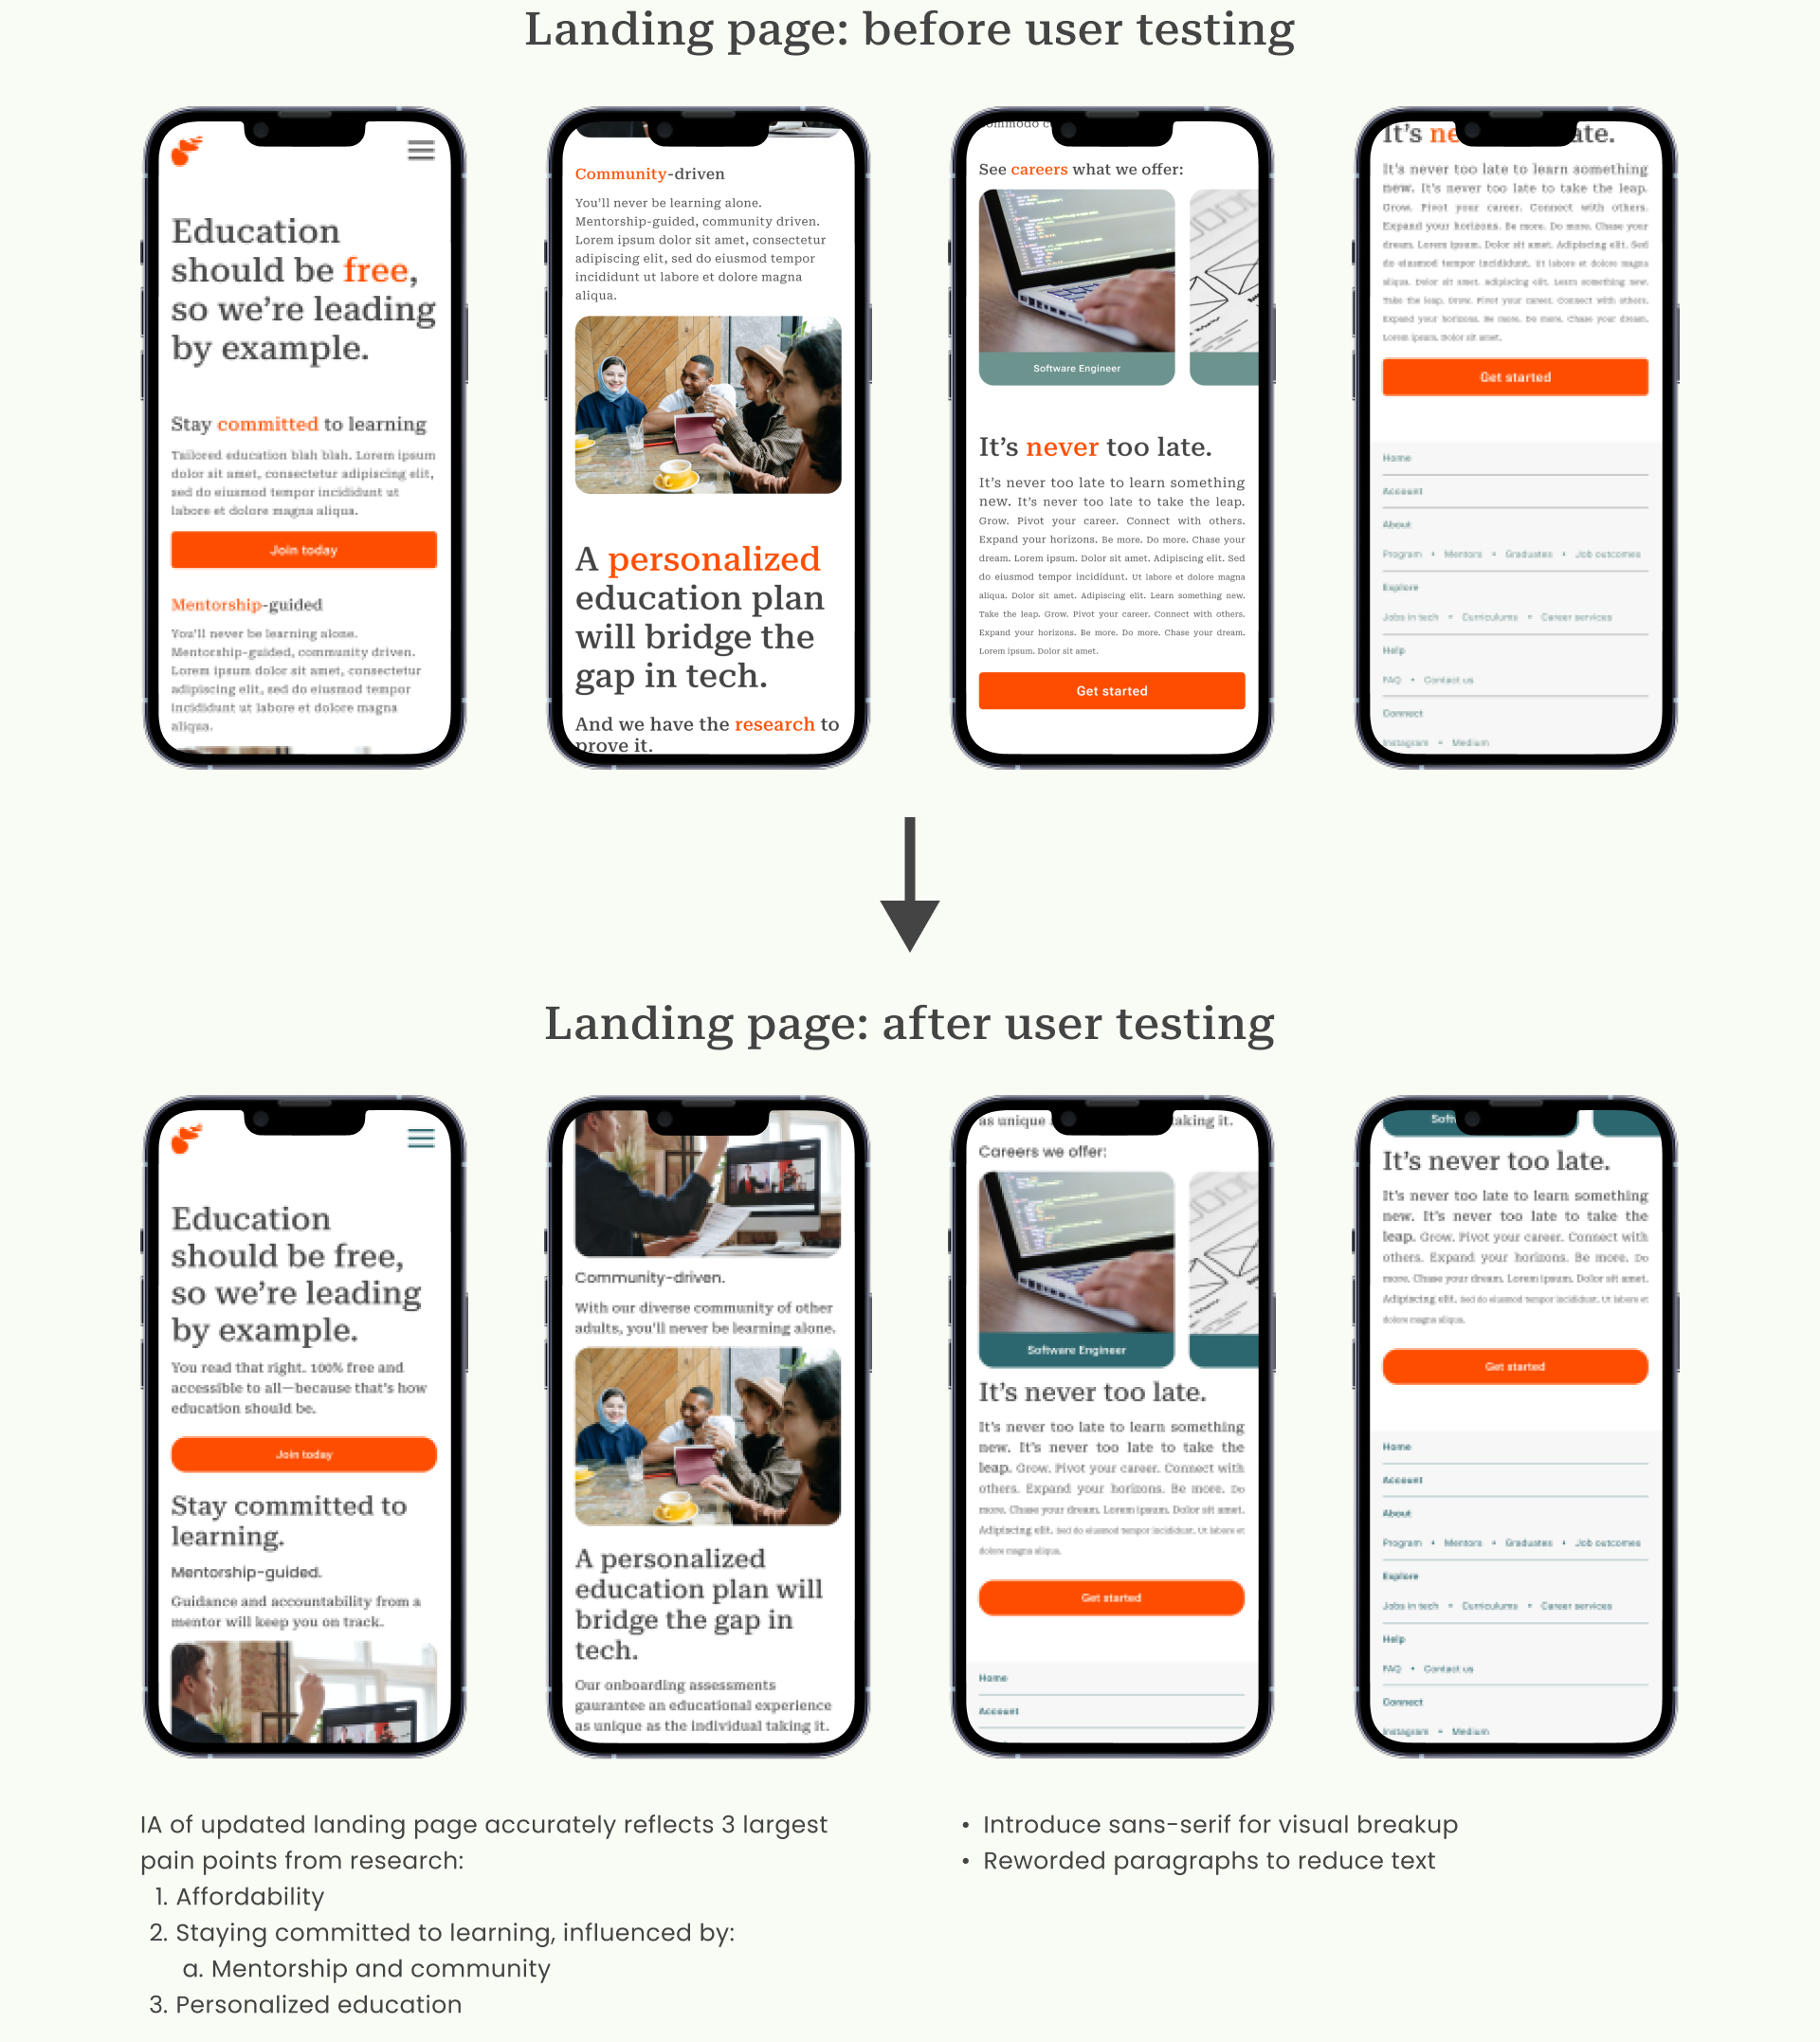 Landing page: before user testing
Education
should be free,
so we're leading
by example.
Stay committed to learning
Tailored education blah blah. Lorem ipsum
dolor sit amet, consectetur adipiscing elit,
sed do eiusmod tempor incididunt ut
labore et dolore magna aliqua.
Join today
Mentorship-guided
You'll never be learning alone.
Mentorship-guided, community driven.
Lorem ipsum dolor sit amet, consectetur
adipiscing elit, sed do eiusmod tempor
incididunt ut labore et dolore magna
aliqua.
Community-driven
You'll never be learning alone.
Mentorship-guided, community driven.
Lorem ipsum dolor sit amet, consectetur
adipiscing elit, sed do eiusmod tempor
incididunt ut labore et dolore magna
aliqua.
A personalized
education plan
will bridge the
gap in tech.
And we have the research to
prove it.
ommodo c
See careers what we offer:
Software Engineer
It's never too late.
It's never too late to learn something
new. It's never too late to take the leap.
Grow. Pivot your career. Connect with others.
Expand your horizons. Be more. Do more. Chase your
dream. Lorem ipsum. Dolor sit amet. Adipiscing elit. Sed
do eiusmod tempor incididunt. Ut labore et dolore magna
aliqua. Dolor sit amet. Adipiscing elit. Learn something new.
Take the leap. Grow. Pivot your career. Connect with others.
Expand your horizons. Be more. Do more. Chase your dream.
Lorem ipsum. Dolor sit amet.
Get started
It's ne ate.
It's never too late to learn something
new. It's never too late to take the leap.
Grow. Pivot your career. Connect with others.
Expand your horizons. Be more. Do more. Chase your
dream. Lorem ipsum. Dolor sit amet. Adipiscing elit. Sed
do eiusmod tempor incididunt. Ut labore et dolore magna
aliqua. Dolor sit amet. Adipiscing elit. Learn something new.
Take the leap. Grow. Pivot your career. Connect with others.
Expand your horizons. Be more. Do more. Chase your dream.
Lorem ipsum. Dolor sit amet.
Get started
Home
Account
About
Program • Mentors • Graduates • Job outcomes
Explore
Jobs in tech • Curriculums • Career services
Help
FAQ • Contact us
Connect
Instagram • Medium
Landing page: after user testing
Education
should be free,
so we're leading
by example.
You read that right. 100% free and
accessible to all—because that's how
education should be.
Join today
Stay committed to
learning.
Mentorship-guided.
Guidance and accountability from a
mentor will keep you on track.
Community-driven.
With our diverse community of other
adults, you'll never be learning alone.
A personalized
education plan will
bridge the gap in
tech.
Our onboarding assessments
gaurantee an educational experience
as unique as the individual taking it.
as unique aking it.
Careers we offer:
Software Engineer
It's never too late.
It's never too late to learn something
new. It's never too late to take the
leap. Grow. Pivot your career. Connect with
others. Expand your horizons. Be more. Do
more. Chase your dream. Lorem ipsum. Dolor sit amet.
Adipiscing elit. Sed do eiusmod tempor incididunt. Ut labore et
dolore magna aliqua.
Get started
Home
Account
Soft
It's never too late.
It's never too late to learn something
new. It's never too late to take the
leap. Grow. Pivot your career. Connect with
others. Expand your horizons. Be more. Do
more. Chase your dream. Lorem ipsum. Dolor sit amet.
Adipiscing elit. Sed do eiusmod tempor incididunt. Ut labore et
dolore magna aliqua.
Get started
Home
Account
About
Program • Mentors • Graduates • Job outcomes
Explore
Jobs in tech • Curriculums • Career services
Help
FAQ • Contact us
Connect
Instagram • Medium
IA of updated landing page accurately reflects 3 largest
pain points from research:
1. Affordability
2. Staying committed to learning, influenced by:
a. Mentorship and community
3. Personalized education
• Introduce sans-serif for visual breakup
• Reworded paragraphs to reduce text